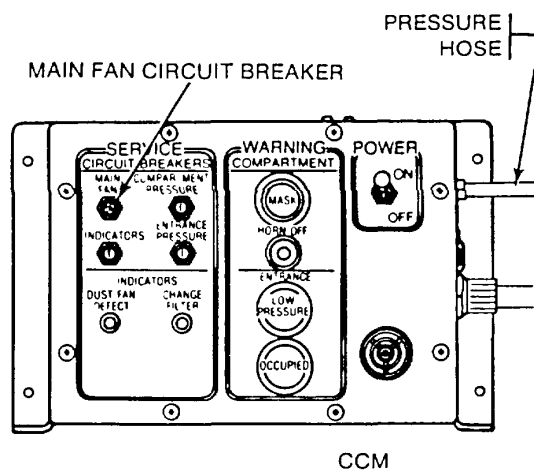 PRESSURE
HOSE
MAIN FAN CIRCUIT BREAKER
SERVICE
CIRCUIT BREAKERS
MAIN
FAN
COMPARTMENT
PRESSURE
INDICATORS
ENTRANCE
PRESSURE
INDICATORS
DUST FAN
DEFECT
CHANGE
FILTER
WARNING
COMPARTMENT
MASK
HORN OFF
ENTRANCE
LOW
PRESSURE
OCCUPIED
POWER
ON
OFF
CCM